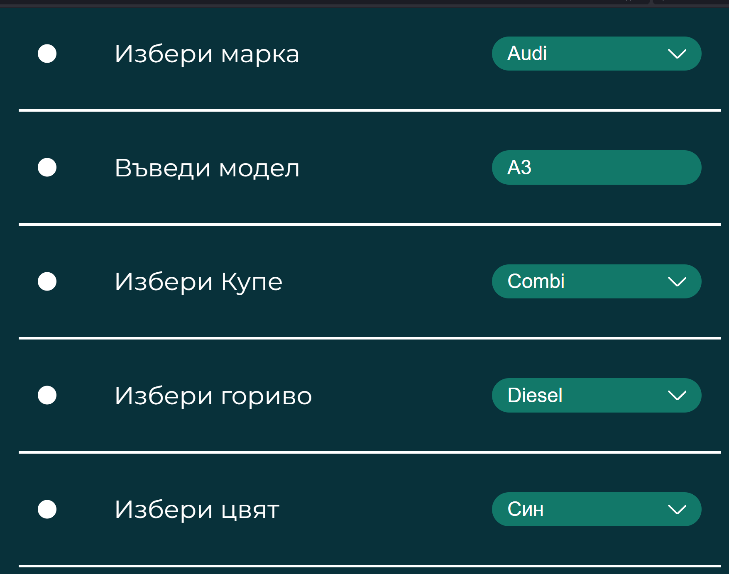 Избери марка
Audi
Въведи модел
A3
Избери Купе
Combi
Избери гориво
Diesel
Избери цвят
Син